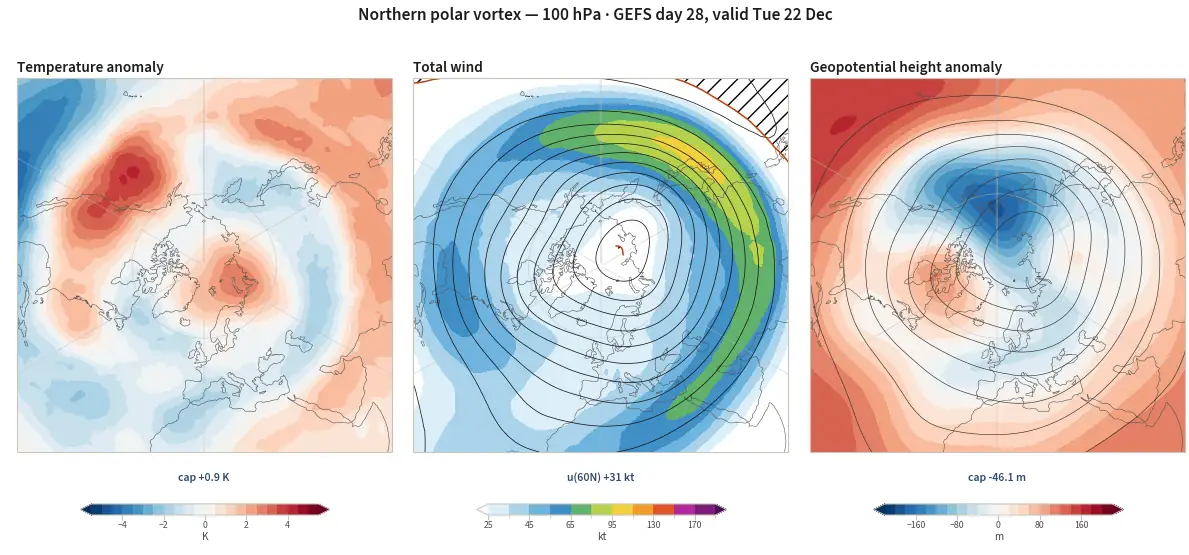 Northern polar vortex — 100 hPa · GEFS day 28, valid Tue 22 Dec
Temperature anomaly
Total wind
Geopotential height anomaly
cap +0.9 K
u(60N) +31 kt
cap -46.1 m
−4 −2 0 2 4
K
25 45 65 95 130 170
kt
−160 −80 0 80 160
m